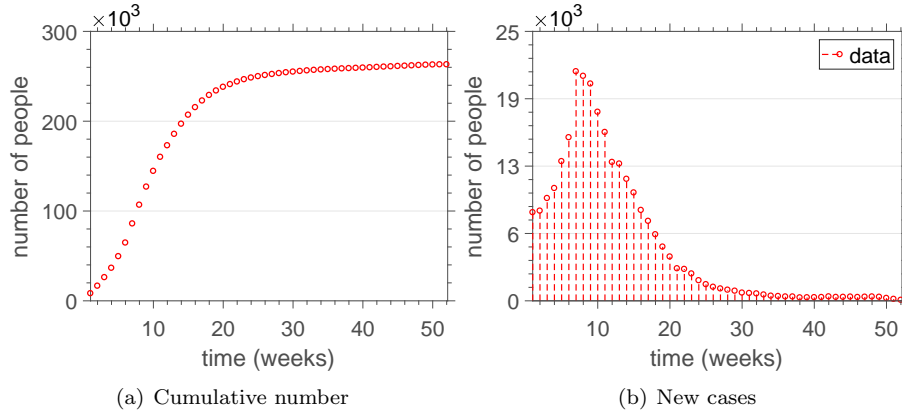 ×10³
300
200
100
0
number of people
10 20 30 40 50
time (weeks)
(a) Cumulative number
×10³
25
19
13
6
0
number of people
data
10 20 30 40 50
time (weeks)
(b) New cases